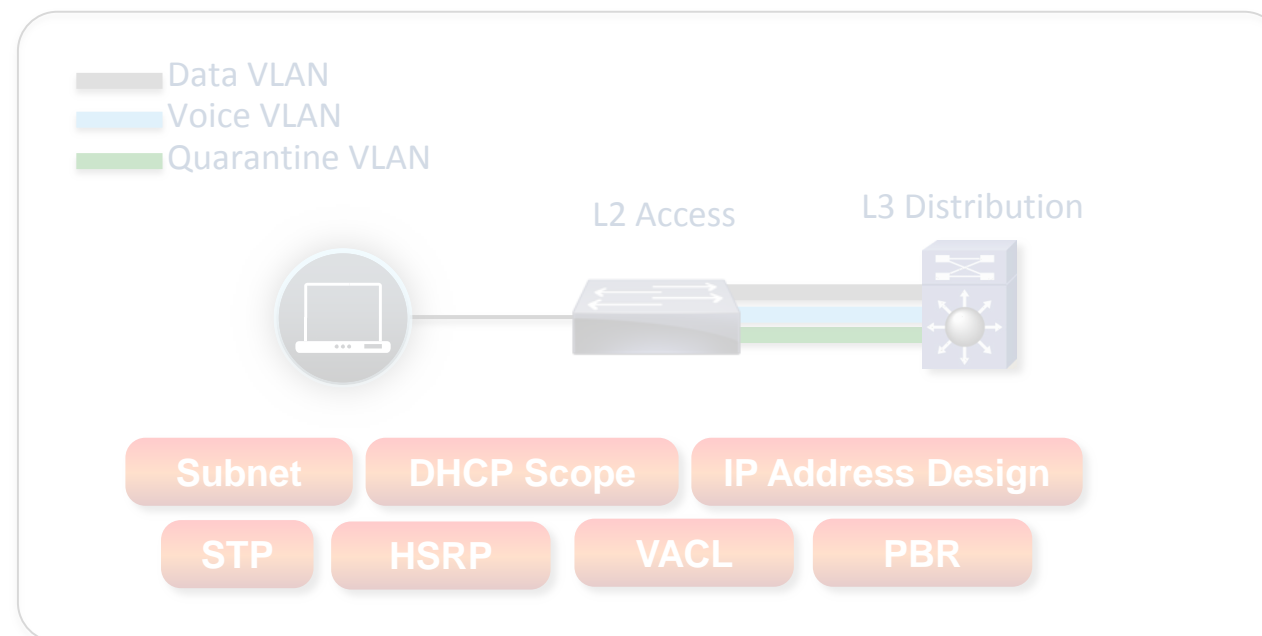 Data VLAN
Voice VLAN
Quarantine VLAN
L2 Access
L3 Distribution
Subnet
DHCP Scope
IP Address Design
STP
HSRP
VACL
PBR